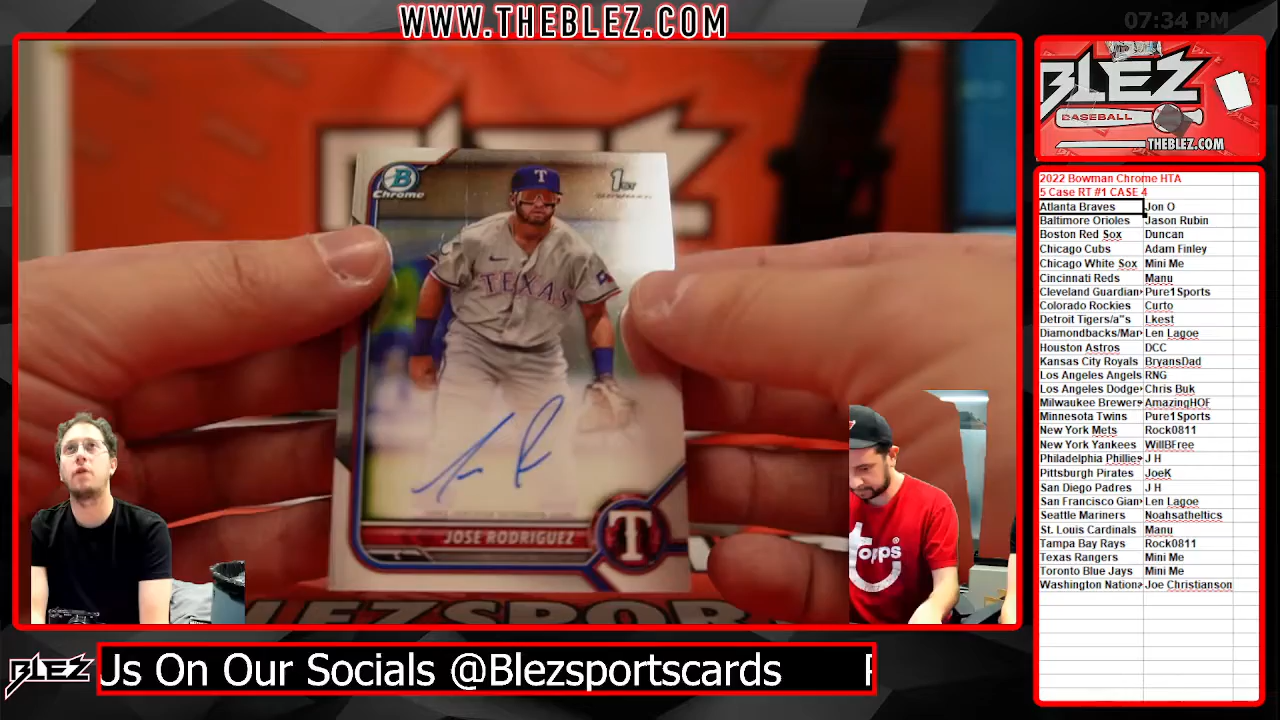 WWW.THEBLEZ.COM
07:34 PM
BLEZ
BASEBALL
THEBLEZ.COM
B
Chrome
1ST
BOWMAN
T
TEXAS
JOSE RODRIGUEZ
T
BLEZSPOR
topps
2022 Bowman Chrome HTA
5 Case RT #1 CASE 4
Atlanta Braves Jon O
Baltimore Orioles Jason Rubin
Boston Red Sox Duncan
Chicago Cubs Adam Finley
Chicago White Sox Mini Me
Cincinnati Reds Manu
Cleveland Guardian Pure1Sports
Colorado Rockies Curto
Detroit Tigers/a"s Lkest
Diamondbacks/Mar Len Lagoe
Houston Astros DCC
Kansas City Royals BryansDad
Los Angeles Angels RNG
Los Angeles Dodge Chris Buk
Milwaukee Brewers AmazingHOF
Minnesota Twins Pure1Sports
New York Mets Rock0811
New York Yankees WillBFree
Philadelphia Phillie J H
Pittsburgh Pirates JoeK
San Diego Padres J H
San Francisco Gian Len Lagoe
Seattle Mariners Noahsatheltics
St. Louis Cardinals Manu
Tampa Bay Rays Rock0811
Texas Rangers Mini Me
Toronto Blue Jays Mini Me
Washington Nation Joe Christianson
BLEZ
Js On Our Socials @Blezsportscards